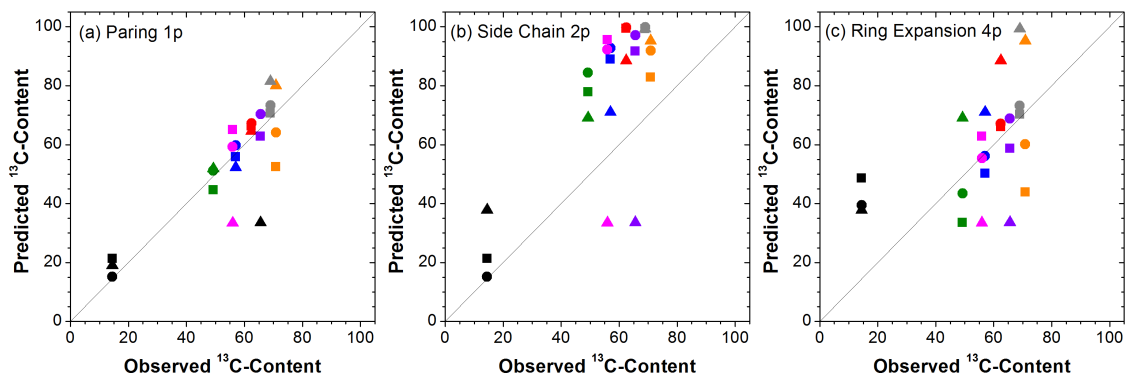 (a) Paring 1p
Predicted ¹³C-Content
100
80
60
40
20
0
0 20 40 60 80 100
Observed ¹³C-Content
(b) Side Chain 2p
Predicted ¹³C-Content
100
80
60
40
20
0
0 20 40 60 80 100
Observed ¹³C-Content
(c) Ring Expansion 4p
Predicted ¹³C-Content
100
80
60
40
20
0
0 20 40 60 80 100
Observed ¹³C-Content